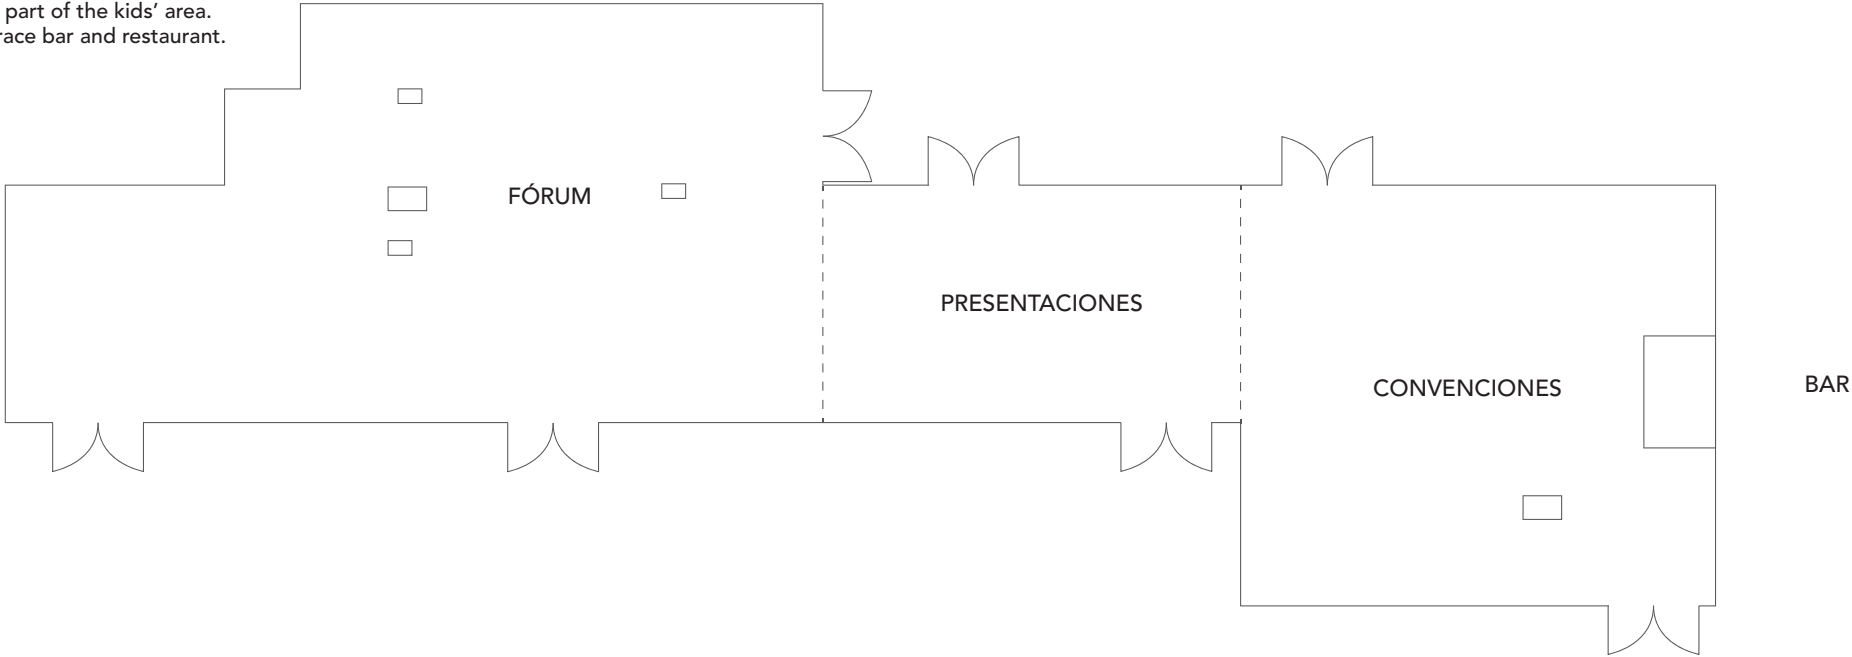 part of the kids’ area.
race bar and restaurant.
FÓRUM
PRESENTACIONES
CONVENCIONES
BAR